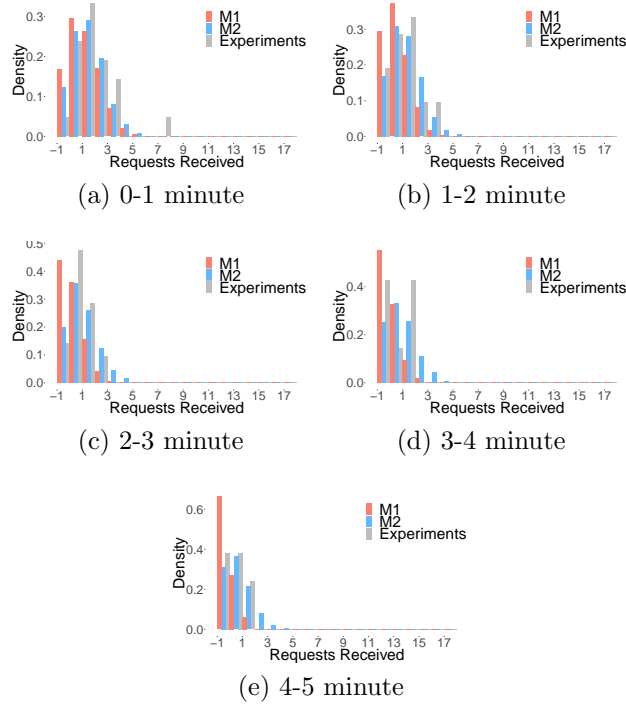 0.3
0.2
0.1
0.0
Density
M1
M2
Experiments
−1 1 3 5 7 9 11 13 15 17
Requests Received
(a) 0-1 minute
0.3
0.2
0.1
0.0
Density
M1
M2
Experiments
−1 1 3 5 7 9 11 13 15 17
Requests Received
(b) 1-2 minute
0.5
0.4
0.3
0.2
0.1
0.0
Density
M1
M2
Experiments
−1 1 3 5 7 9 11 13 15 17
Requests Received
(c) 2-3 minute
0.4
0.2
0.0
Density
M1
M2
Experiments
−1 1 3 5 7 9 11 13 15 17
Requests Received
(d) 3-4 minute
0.6
0.4
0.2
0.0
Density
M1
M2
Experiments
−1 1 3 5 7 9 11 13 15 17
Requests Received
(e) 4-5 minute